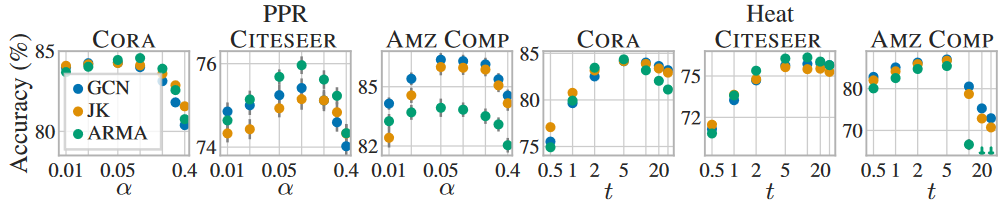 PPR
Heat
CORA
CITESEER
AMZ COMP
CORA
CITESEER
AMZ COMP
Accuracy (%)
85
80
GCN
JK
ARMA
76
74
85
82
85
80
75
75
72
90
80
70
0.01 0.05 0.4
0.01 0.05 0.4
0.01 0.05 0.4
0.5 1 2 5 20
0.5 1 2 5 20
0.5 1 2 5 20
α
α
α
t
t
t